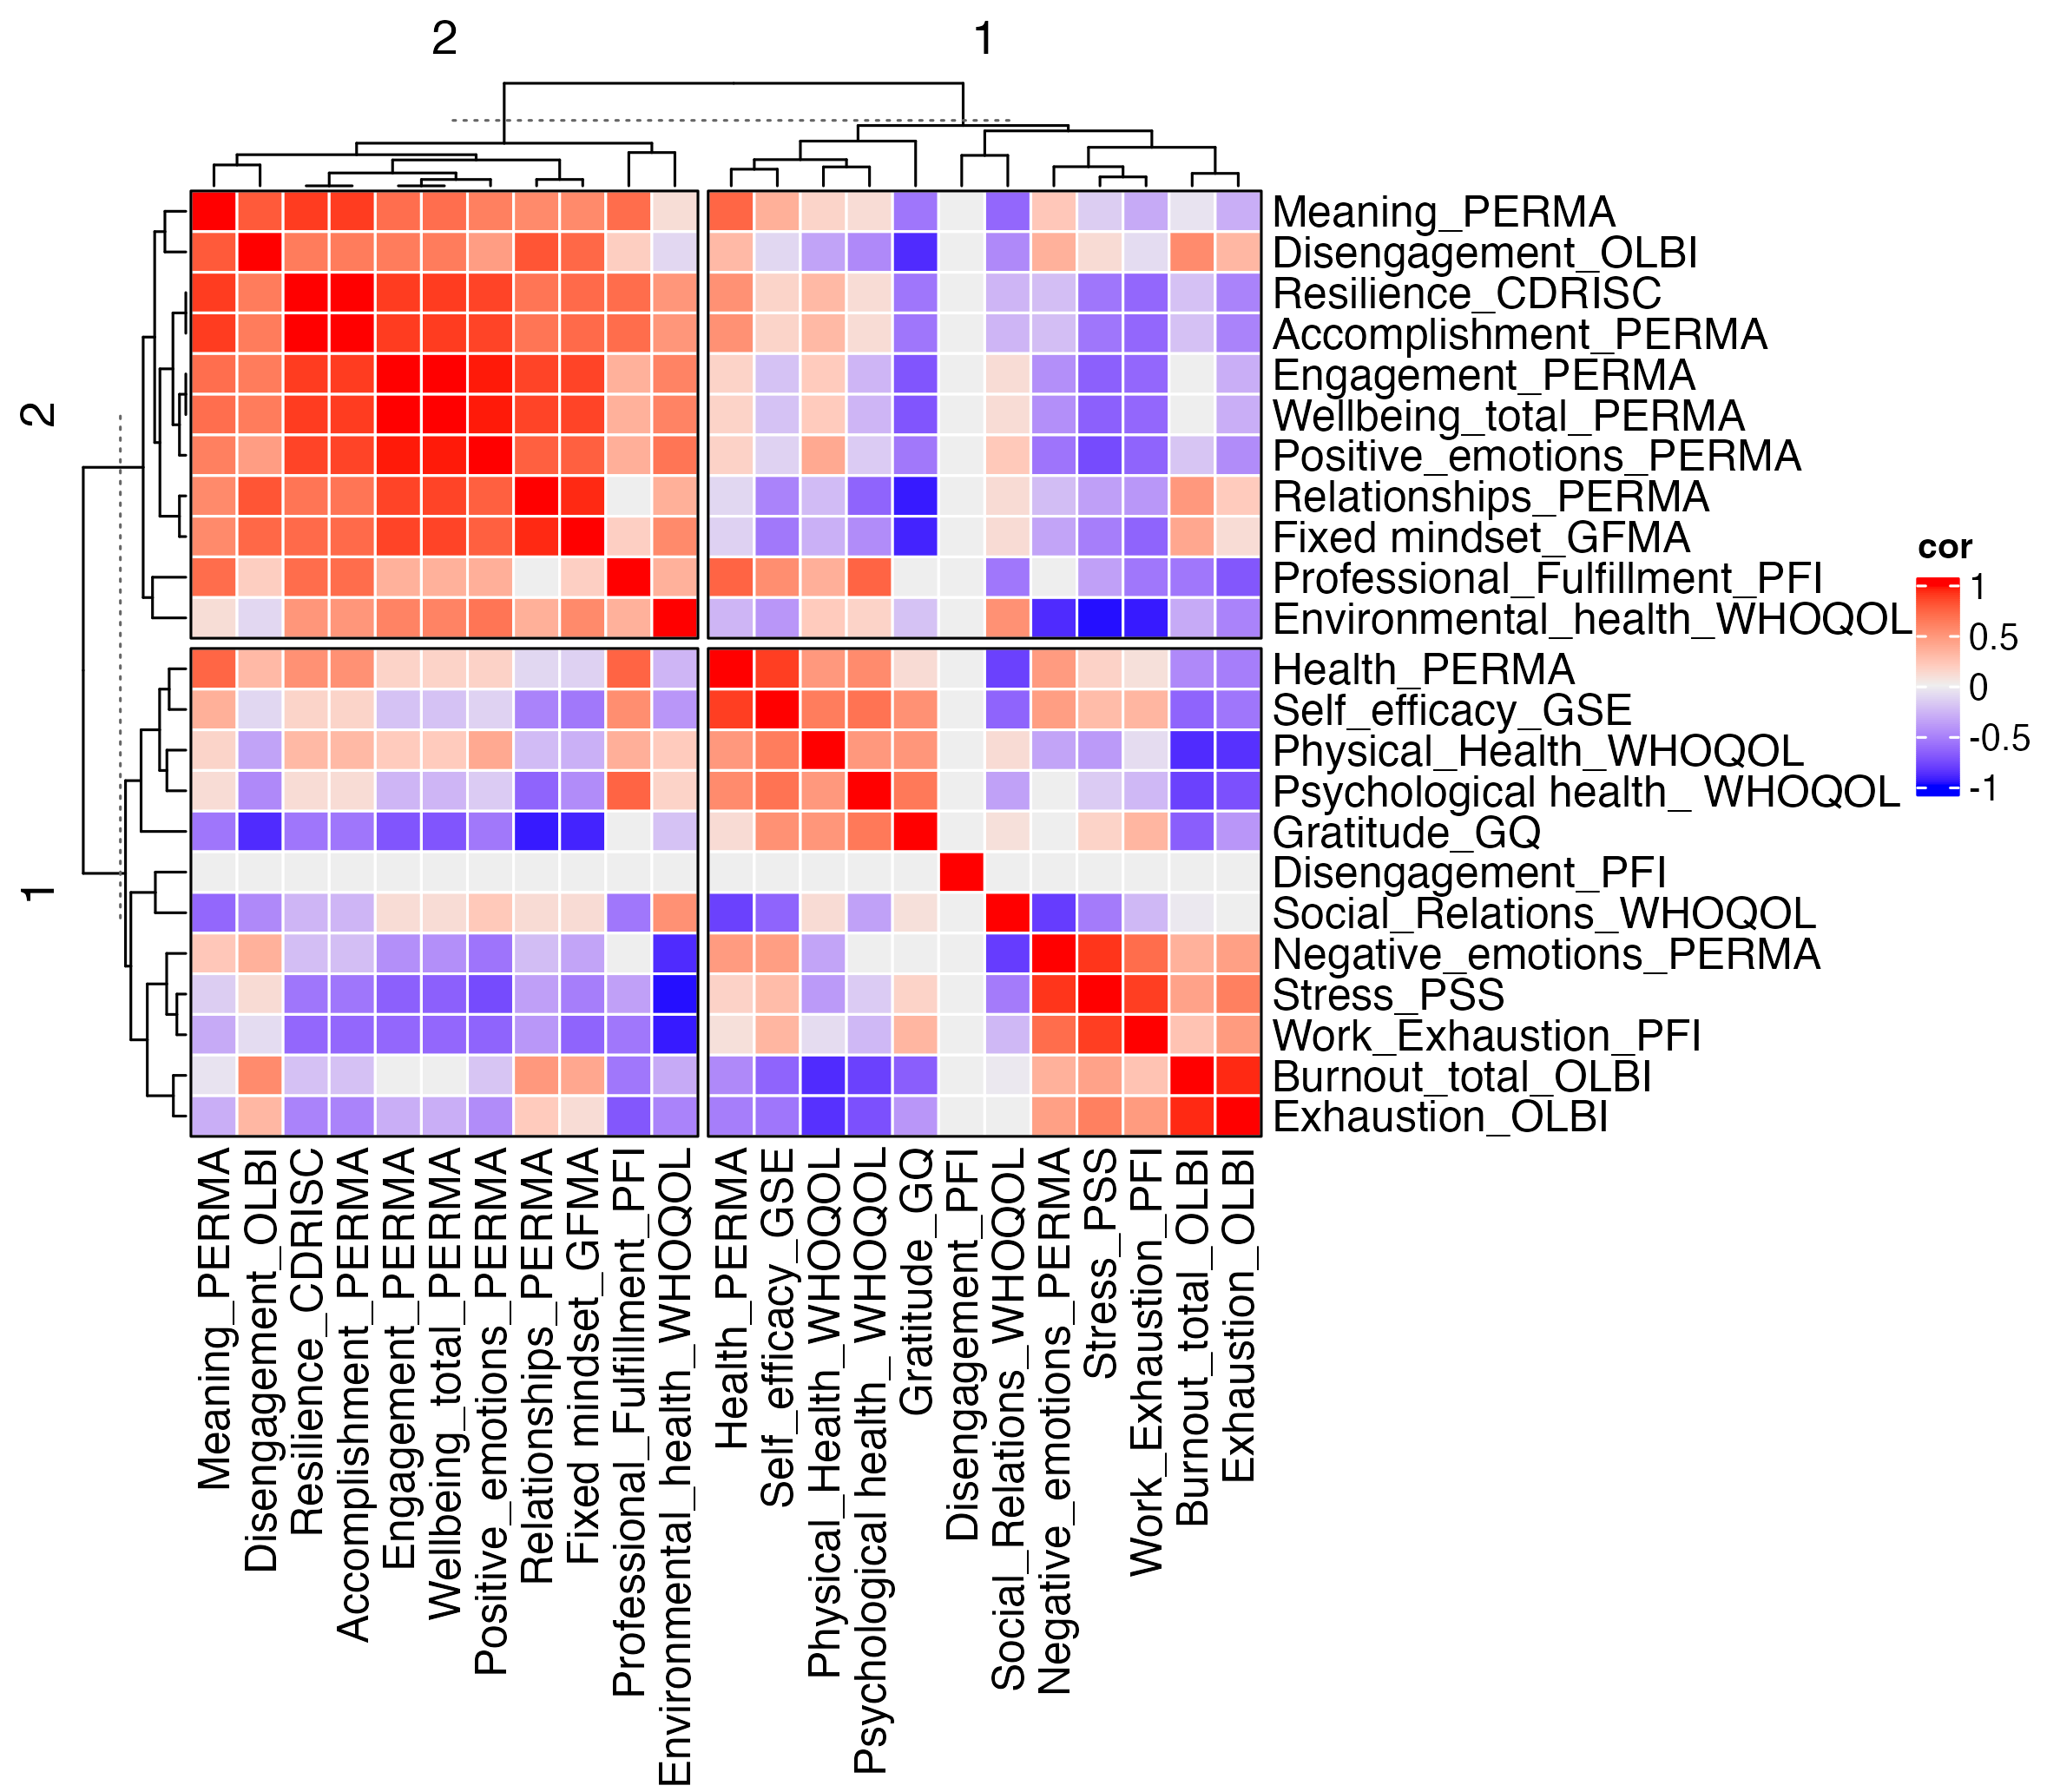 2
1
Meaning_PERMA
Disengagement_OLBI
Resilience_CDRISC
Accomplishment_PERMA
Engagement_PERMA
Wellbeing_total_PERMA
Positive_emotions_PERMA
Relationships_PERMA
Fixed mindset_GFMA
Professional_Fulfillment_PFI
Environmental_health_WHOQOL
2
Health_PERMA
Self_efficacy_GSE
Physical_Health_WHOQOL
Psychological health_ WHOQOL
Gratitude_GQ
Disengagement_PFI
Social_Relations_WHOQOL
Negative_emotions_PERMA
Stress_PSS
Work_Exhaustion_PFI
Burnout_total_OLBI
Exhaustion_OLBI
1
cor
1
0.5
0
-0.5
-1
Meaning_PERMA
Disengagement_OLBI
Resilience_CDRISC
Accomplishment_PERMA
Engagement_PERMA
Wellbeing_total_PERMA
Positive_emotions_PERMA
Relationships_PERMA
Fixed mindset_GFMA
Professional_Fulfillment_PFI
Environmental_health_WHOQOL
Health_PERMA
Self_efficacy_GSE
Physical_Health_WHOQOL
Psychological health_ WHOQOL
Gratitude_GQ
Disengagement_PFI
Social_Relations_WHOQOL
Negative_emotions_PERMA
Stress_PSS
Work_Exhaustion_PFI
Burnout_total_OLBI
Exhaustion_OLBI